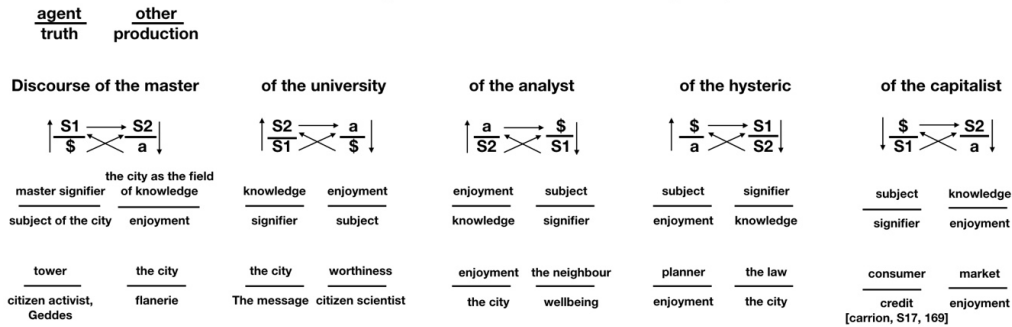 agent other
truth production
Discourse of the master of the university of the analyst of the hysteric of the capitalist
S1 S2 S2 a a $ $ S1 $ S2
$ a S1 $ S2 S1 a S2 S1 a
the city as the field
master signifier of knowledge knowledge enjoyment enjoyment subject subject signifier subject knowledge
subject of the city enjoyment signifier subject knowledge signifier enjoyment knowledge signifier enjoyment
tower the city the city worthiness enjoyment the neighbour planner the law consumer market
citizen activist, flanerie The message citizen scientist the city wellbeing enjoyment the city credit enjoyment
Geddes [carrion, S17, 169]